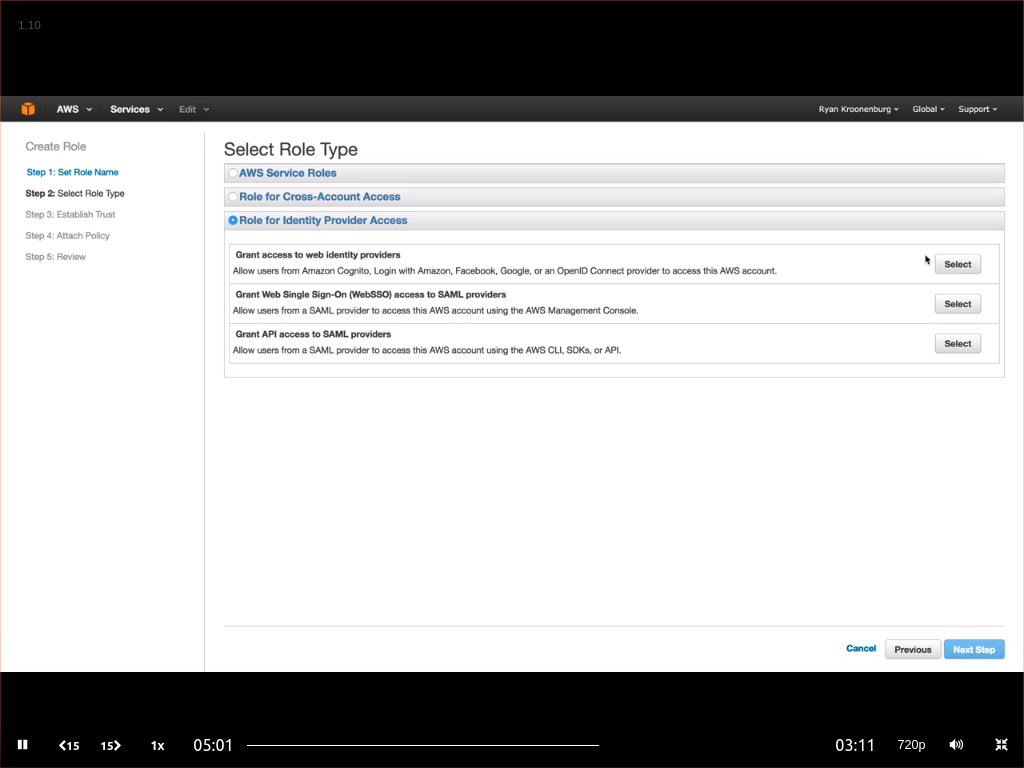 1.10
AWS Services Edit Ryan Kroonenburg Global Support
Create Role
Step 1: Set Role Name
Step 2: Select Role Type
Step 3: Establish Trust
Step 4: Attach Policy
Step 5: Review
Select Role Type
AWS Service Roles
Role for Cross-Account Access
Role for Identity Provider Access
Grant access to web identity providers
Allow users from Amazon Cognito, Login with Amazon, Facebook, Google, or an OpenID Connect provider to access this AWS account.
Select
Grant Web Single Sign-On (WebSSO) access to SAML providers
Allow users from a SAML provider to access this AWS account using the AWS Management Console.
Select
Grant API access to SAML providers
Allow users from a SAML provider to access this AWS account using the AWS CLI, SDKs, or API.
Select
Cancel Previous Next Step
15 15 1x 05:01 03:11 720p